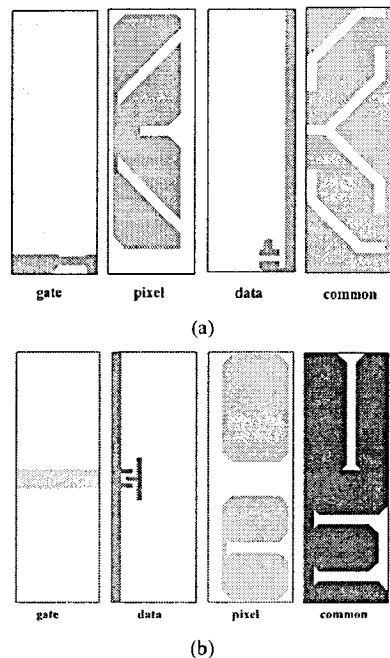 gate pixel data common
(a)
gate data pixel common
(b)